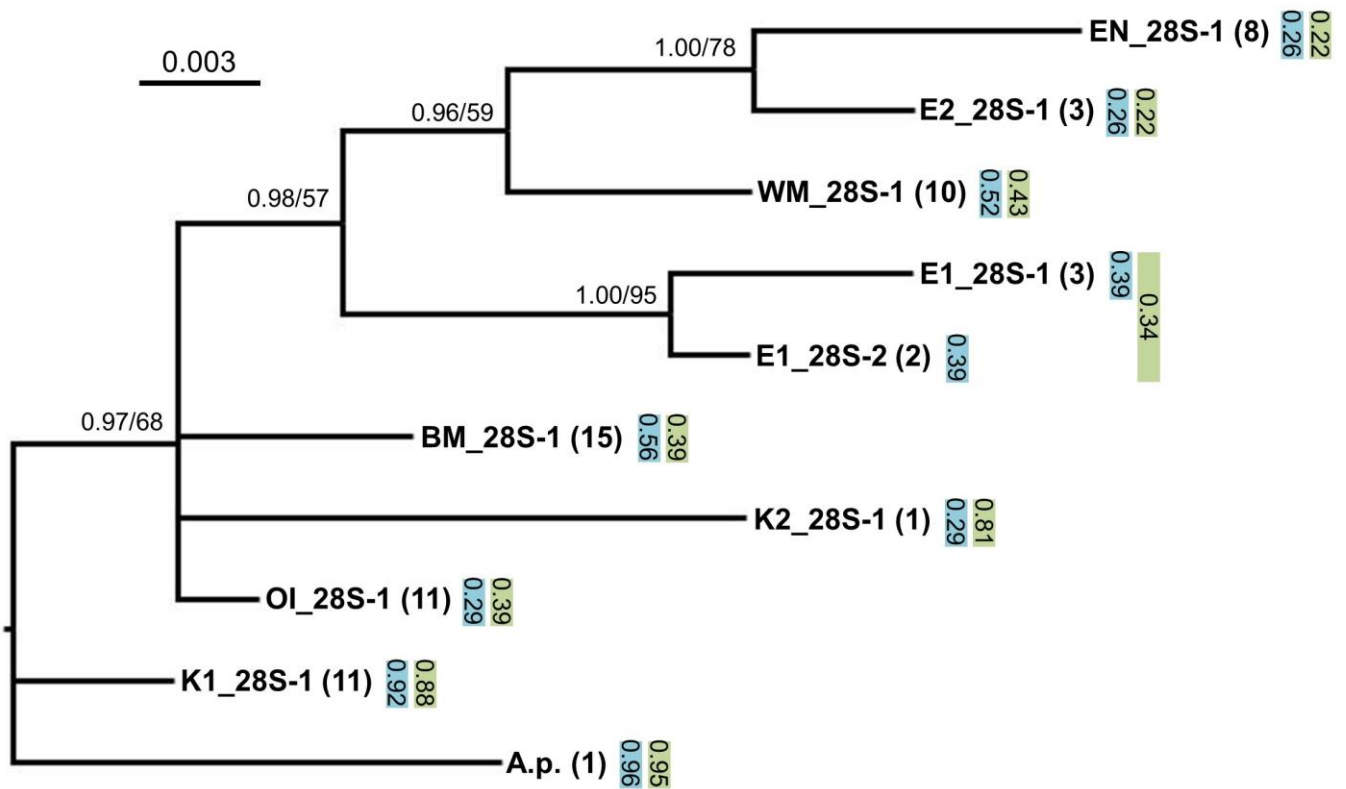 EN_28S-1 (8) 0.26 0.22
1.00/78
0.003
E2_28S-1 (3) 0.26 0.22
0.96/59
WM_28S-1 (10) 0.52 0.43
0.98/57
E1_28S-1 (3) 0.39
1.00/95
0.34
E1_28S-2 (2) 0.39
0.97/68
BM_28S-1 (15) 0.56 0.39
K2_28S-1 (1) 0.29 0.81
OI_28S-1 (11) 0.29 0.39
K1_28S-1 (11) 0.92 0.88
A.p. (1) 0.96 0.95